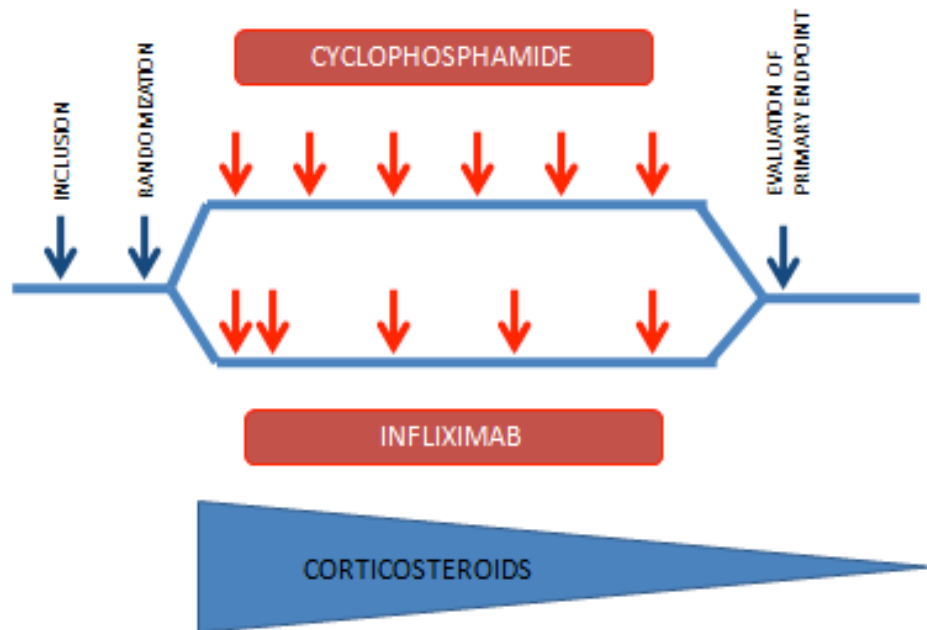 INCLUSION
RANDOMIZATION
CYCLOPHOSPHAMIDE
EVALUATION OF
PRIMARY ENDPOINT
INFLIXIMAB
CORTICOSTEROIDS